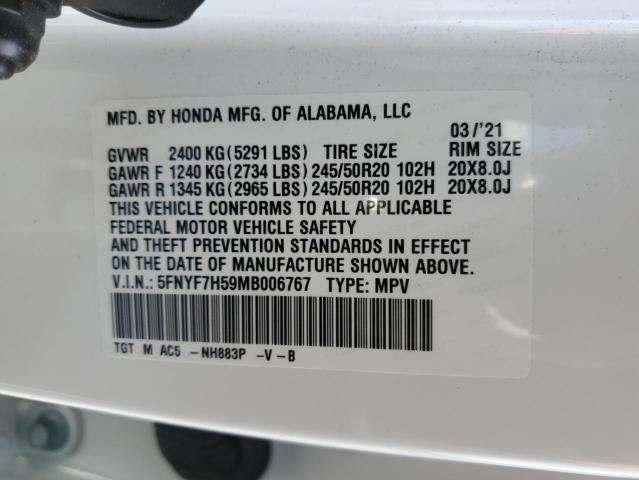 MFD. BY HONDA MFG. OF ALABAMA, LLC
03/'21
GVWR 2400 KG(5291 LBS) TIRE SIZE RIM SIZE
GAWR F 1240 KG(2734 LBS)245/50R20 102H 20X8.0J
GAWR R 1345 KG(2965 LBS)245/50R20 102H 20X8.0J
THIS VEHICLE CONFORMS TO ALL APPLICABLE
FEDERAL MOTOR VEHICLE SAFETY
AND THEFT PREVENTION STANDARDS IN EFFECT
ON THE DATE OF MANUFACTURE SHOWN ABOVE.
V.I.N.: 5FNYF7H59MB006767 TYPE: MPV
TGT M AC5 -NH883P -V-B